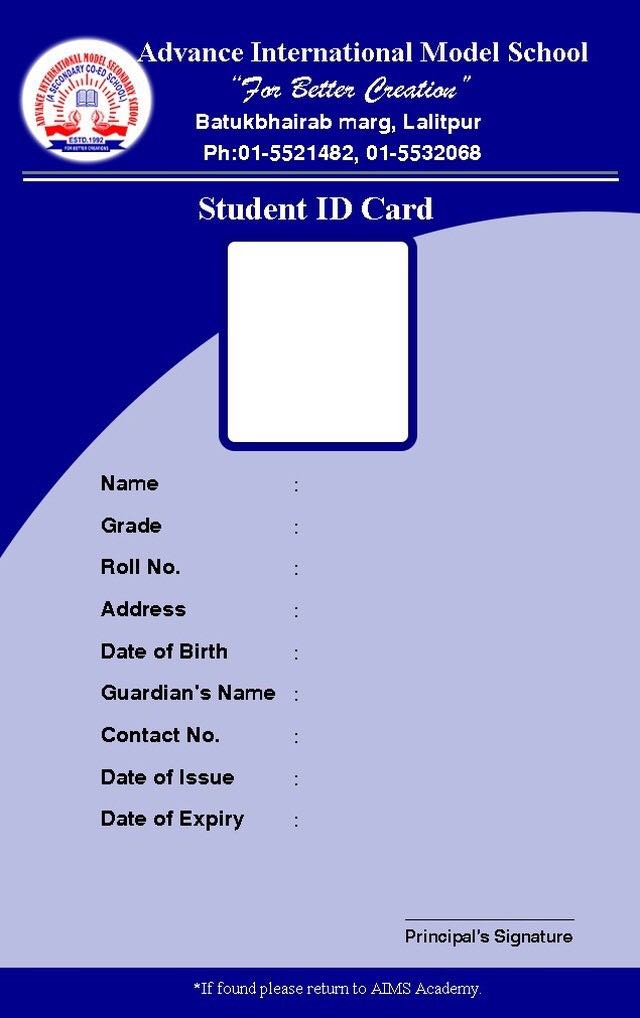 Advance International Model School
"For Better Creation"
Batukbhairab marg, Lalitpur
Ph:01-5521482, 01-5532068
ADVANCE INTERNATIONAL MODEL SECONDARY SCHOOL
(A SECONDARY CO-ED SCHOOL)
ESTD.1992
FOR BETTER CREATIONS
Student ID Card
Name :
Grade :
Roll No. :
Address :
Date of Birth :
Guardian's Name :
Contact No. :
Date of Issue :
Date of Expiry :
Principal's Signature
*If found please return to AIMS Academy.